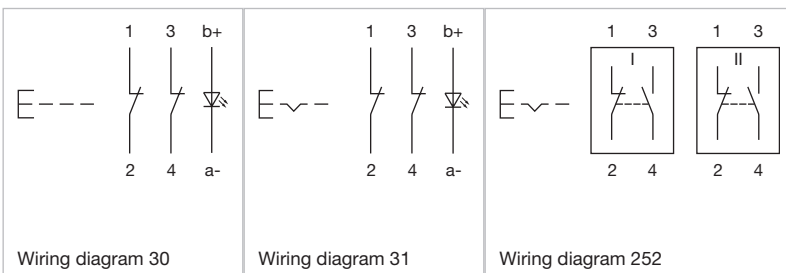 1 3 b+
2 4 a-
Wiring diagram 30
1 3 b+
2 4 a-
Wiring diagram 31
1 3 1 3
I II
2 4 2 4
Wiring diagram 252